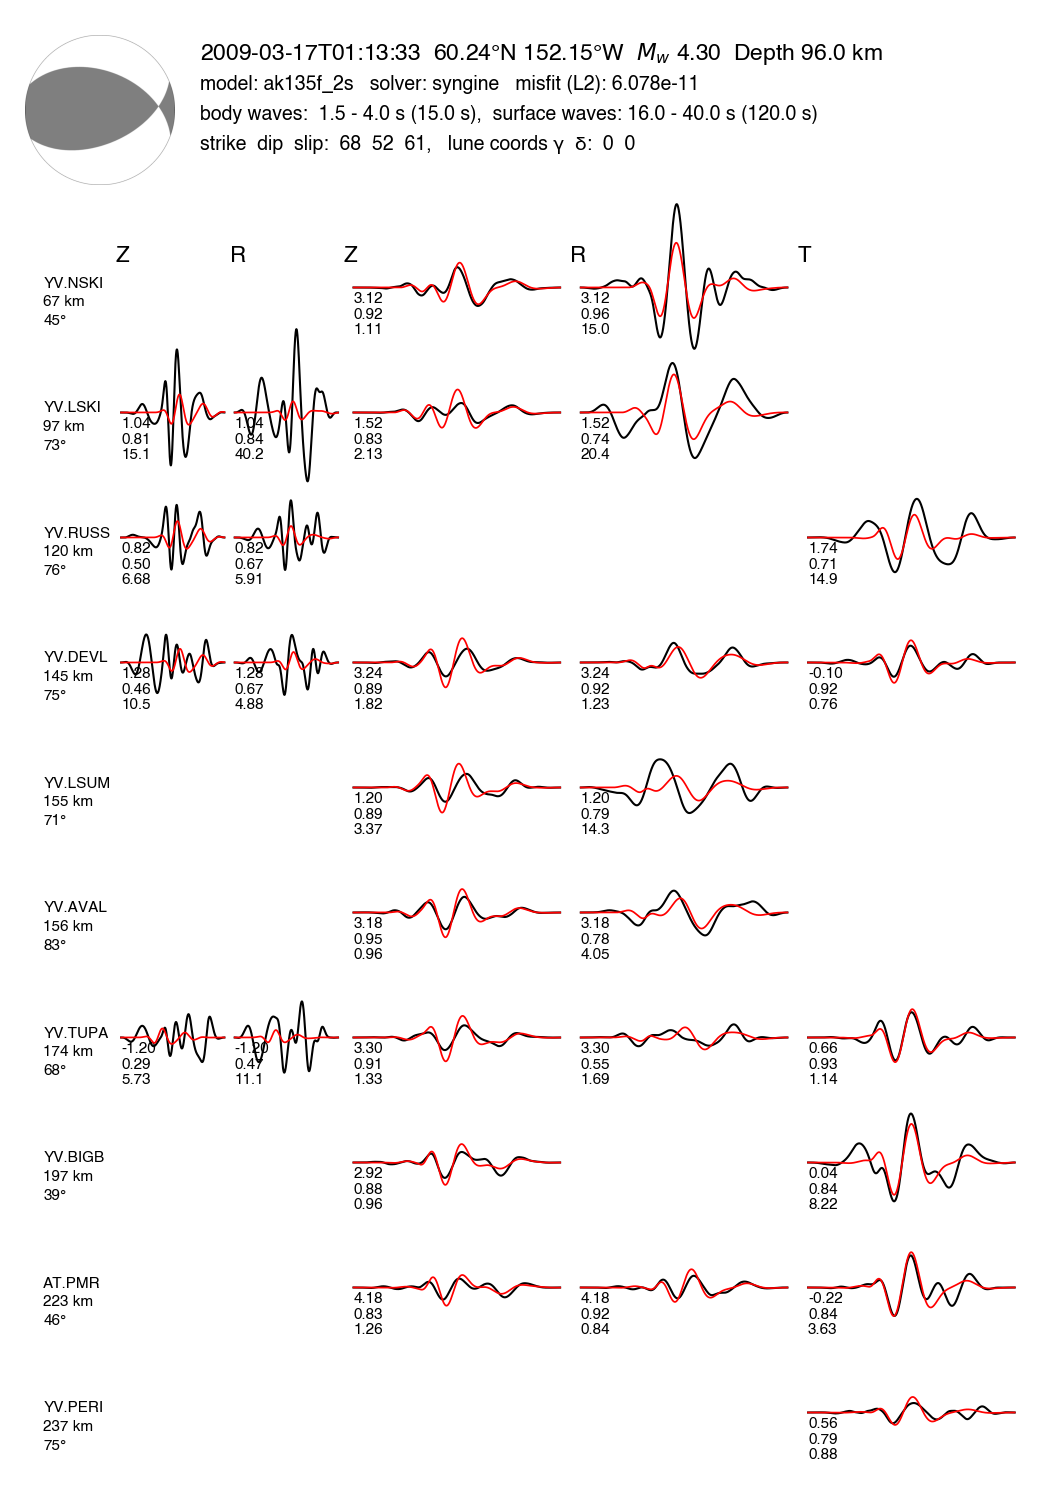 2009-03-17T01:13:33 60.24°N 152.15°W Mw 4.30 Depth 96.0 km
model: ak135f_2s solver: syngine misfit (L2): 6.078e-11
body waves: 1.5 - 4.0 s (15.0 s), surface waves: 16.0 - 40.0 s (120.0 s)
strike dip slip: 68 52 61, lune coords γ δ: 0 0
Z R Z R T
YV.NSKI
67 km
45°
3.12 3.12
0.92 0.96
1.11 15.0
YV.LSKI
97 km
73°
1.04 1.04 1.52 1.52
0.81 0.84 0.83 0.74
15.1 40.2 2.13 20.4
YV.RUSS
120 km
76°
0.82 0.82 1.74
0.50 0.67 0.71
6.68 5.91 14.9
YV.DEVL
145 km
75°
1.28 1.28 3.24 3.24 -0.10
0.46 0.67 0.89 0.92 0.92
10.5 4.88 1.82 1.23 0.76
YV.LSUM
155 km
71°
1.20 1.20
0.89 0.79
3.37 14.3
YV.AVAL
156 km
83°
3.18 3.18
0.95 0.78
0.96 4.05
YV.TUPA
174 km
68°
-1.20 -1.20 3.30 3.30 0.66
0.29 0.47 0.91 0.55 0.93
5.73 11.1 1.33 1.69 1.14
YV.BIGB
197 km
39°
2.92 0.04
0.88 0.84
0.96 8.22
AT.PMR
223 km
46°
4.18 4.18 -0.22
0.83 0.92 0.84
1.26 0.84 3.63
YV.PERI
237 km
75°
0.56
0.79
0.88